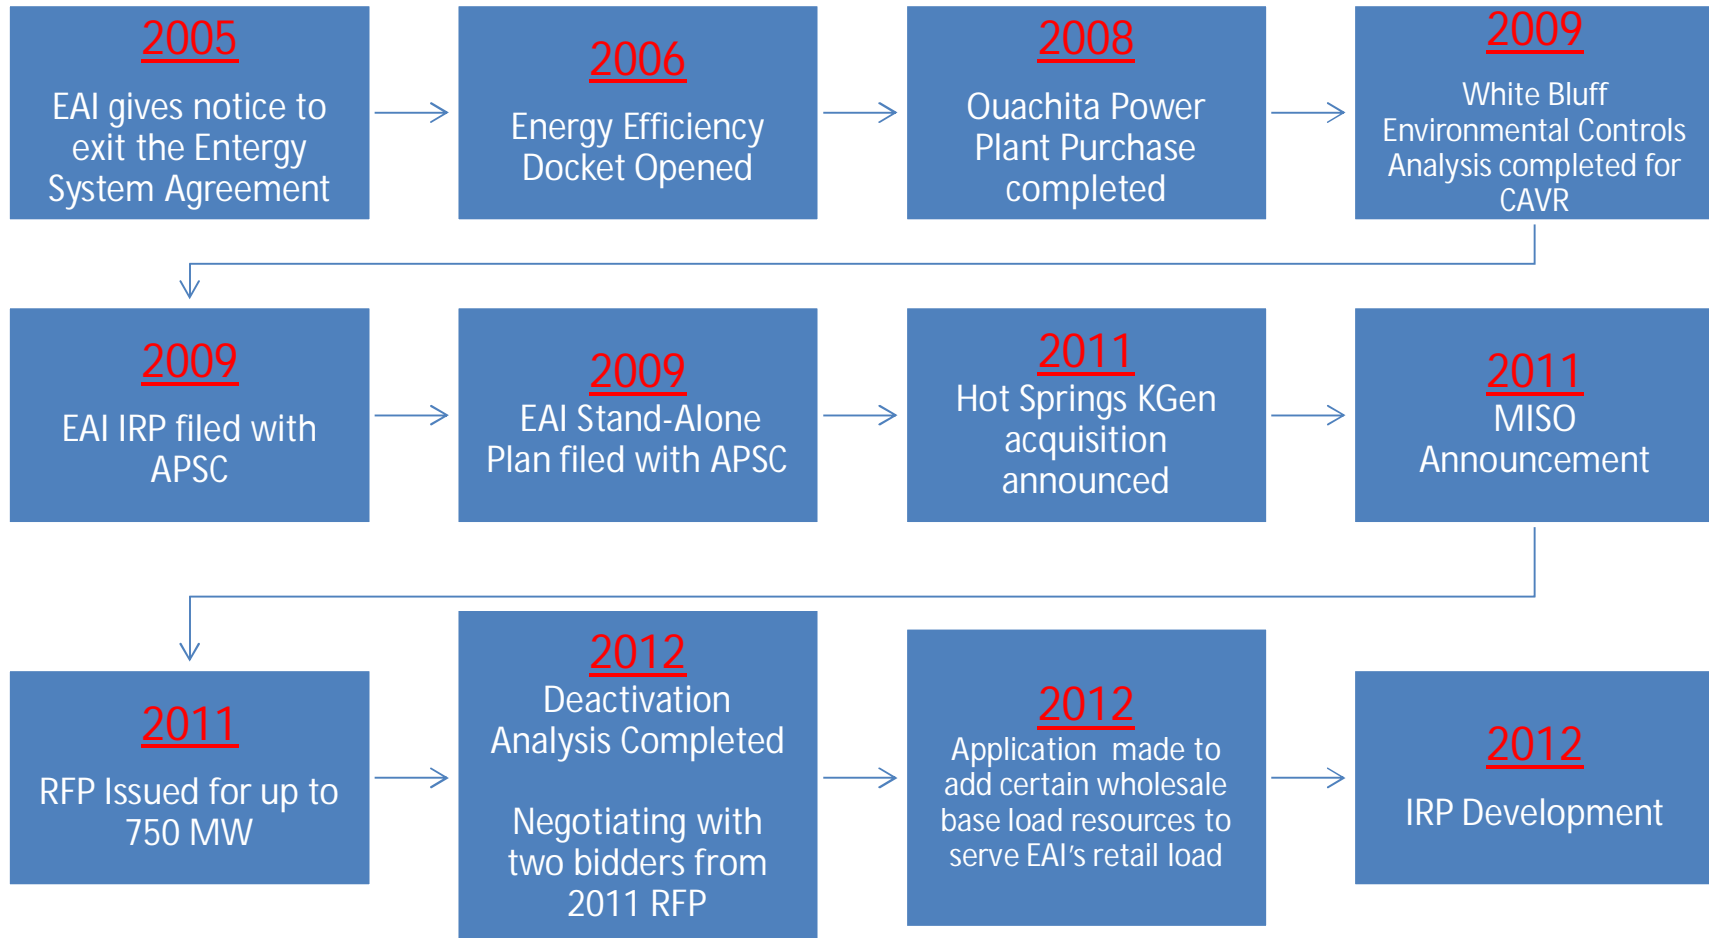 2005
EAI gives notice to
exit the Entergy
System Agreement
2006
Energy Efficiency
Docket Opened
2008
Ouachita Power
Plant Purchase
completed
2009
White Bluff
Environmental Controls
Analysis completed for
CAVR
2009
EAI IRP filed with
APSC
2009
EAI Stand-Alone
Plan filed with APSC
2011
Hot Springs KGen
acquisition
announced
2011
MISO
Announcement
2011
RFP Issued for up to
750 MW
2012
Deactivation
Analysis Completed
Negotiating with
two bidders from
2011 RFP
2012
Application made to
add certain wholesale
base load resources to
serve EAI's retail load
2012
IRP Development